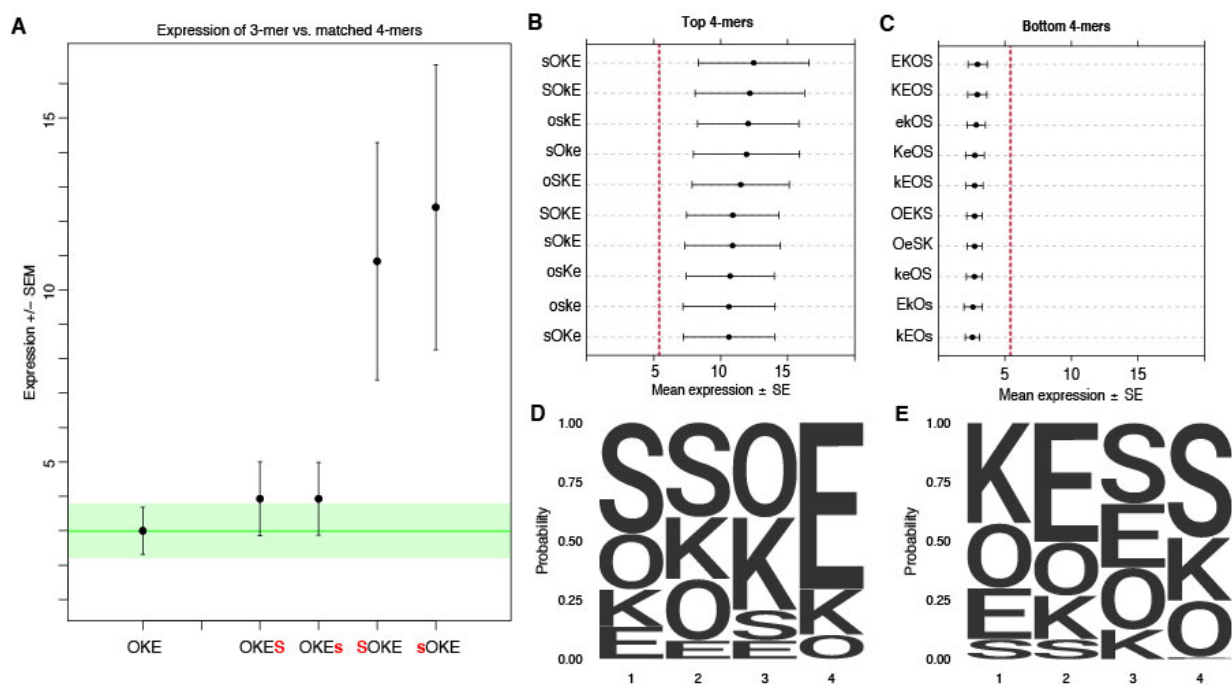 A
Expression of 3-mer vs. matched 4-mers
Expression +/− SEM
15
10
5
OKE
OKES
OKEs
SOKE
sOKE
B
Top 4-mers
sOKE
SOkE
oskE
sOke
oSKE
SOKE
sOkE
osKe
oske
sOKe
5 10 15
Mean expression ± SE
C
Bottom 4-mers
EKOS
KEOS
ekOS
KeOS
kEOS
OEKS
OeSK
keOS
EkOs
kEOs
5 10 15
Mean expression ± SE
D
Probability
1.00
0.75
0.50
0.25
0.00
S O K E
S K O E
O K S E
E K O
1 2 3 4
E
Probability
1.00
0.75
0.50
0.25
0.00
K O E S
E O K S
S E O K
S K O
1 2 3 4